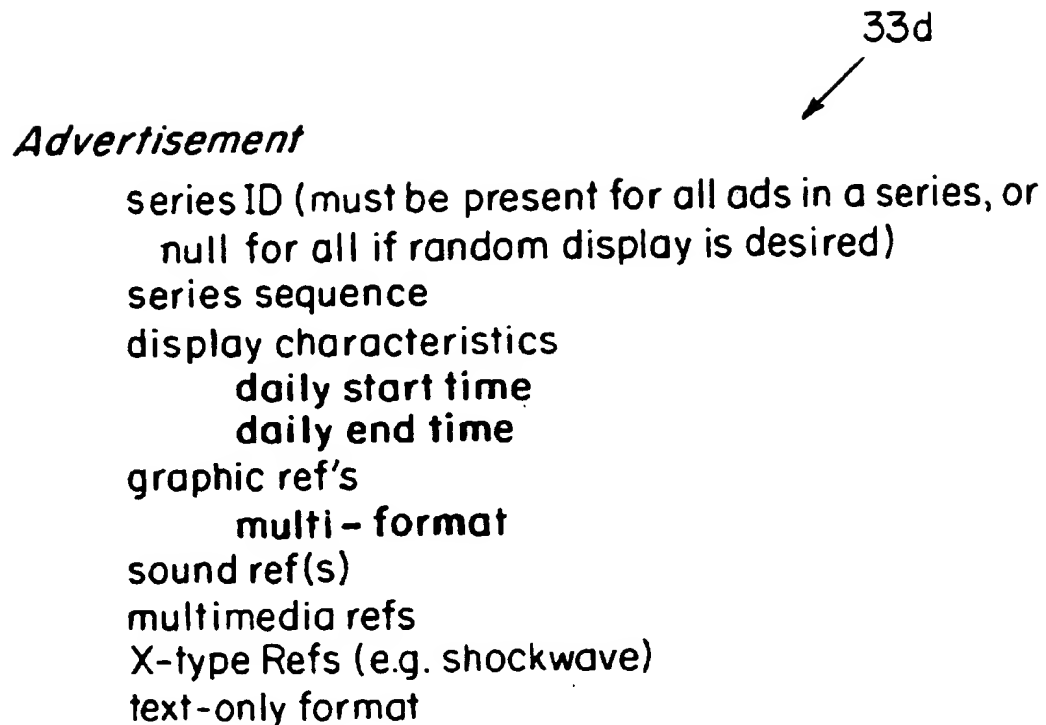 33d
Advertisement
series ID (must be present for all ads in a series, or
null for all if random display is desired)
series sequence
display characteristics
daily start time
daily end time
graphic ref's
multi-format
sound ref(s)
multimedia refs
X-type Refs (e.g. shockwave)
text-only format